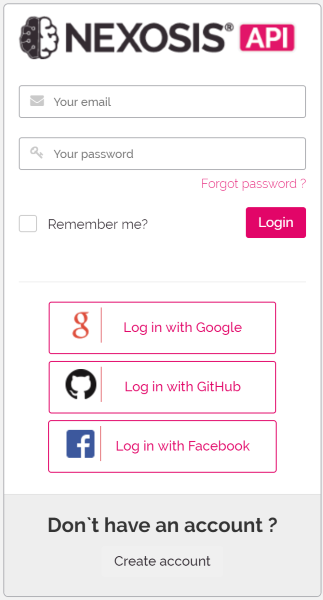 NEXOSIS® API
Your email
Your password
Forgot password ?
Remember me?
Login
g
Log in with Google
Log in with GitHub
f
Log in with Facebook
Don`t have an account ?
Create account